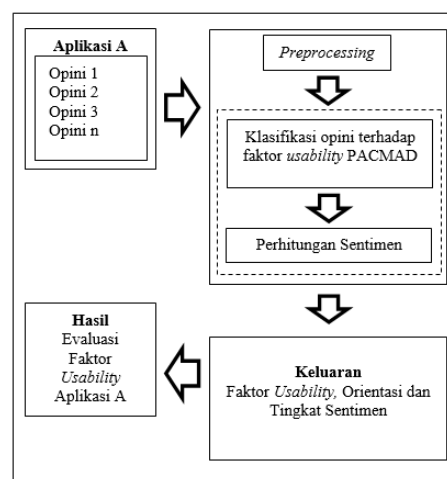 Aplikasi A
Opini 1
Opini 2
Opini 3
Opini n
Preprocessing
Klasifikasi opini terhadap
faktor usability PACMAD
Perhitungan Sentimen
Keluaran
Faktor Usability, Orientasi dan
Tingkat Sentimen
Hasil
Evaluasi
Faktor
Usability
Aplikasi A